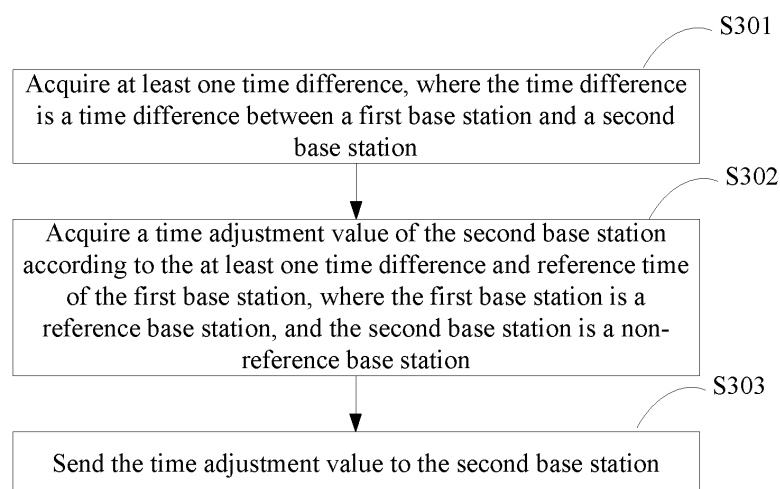 S301
Acquire at least one time difference, where the time difference
is a time difference between a first base station and a second
base station
S302
Acquire a time adjustment value of the second base station
according to the at least one time difference and reference time
of the first base station, where the first base station is a
reference base station, and the second base station is a non-
reference base station
S303
Send the time adjustment value to the second base station